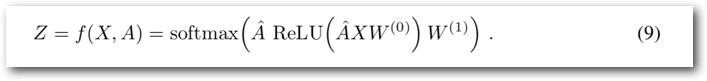 Z = f(X, A) = softmax(Â ReLU(ÂXW⁽⁰⁾) W⁽¹⁾) . (9)